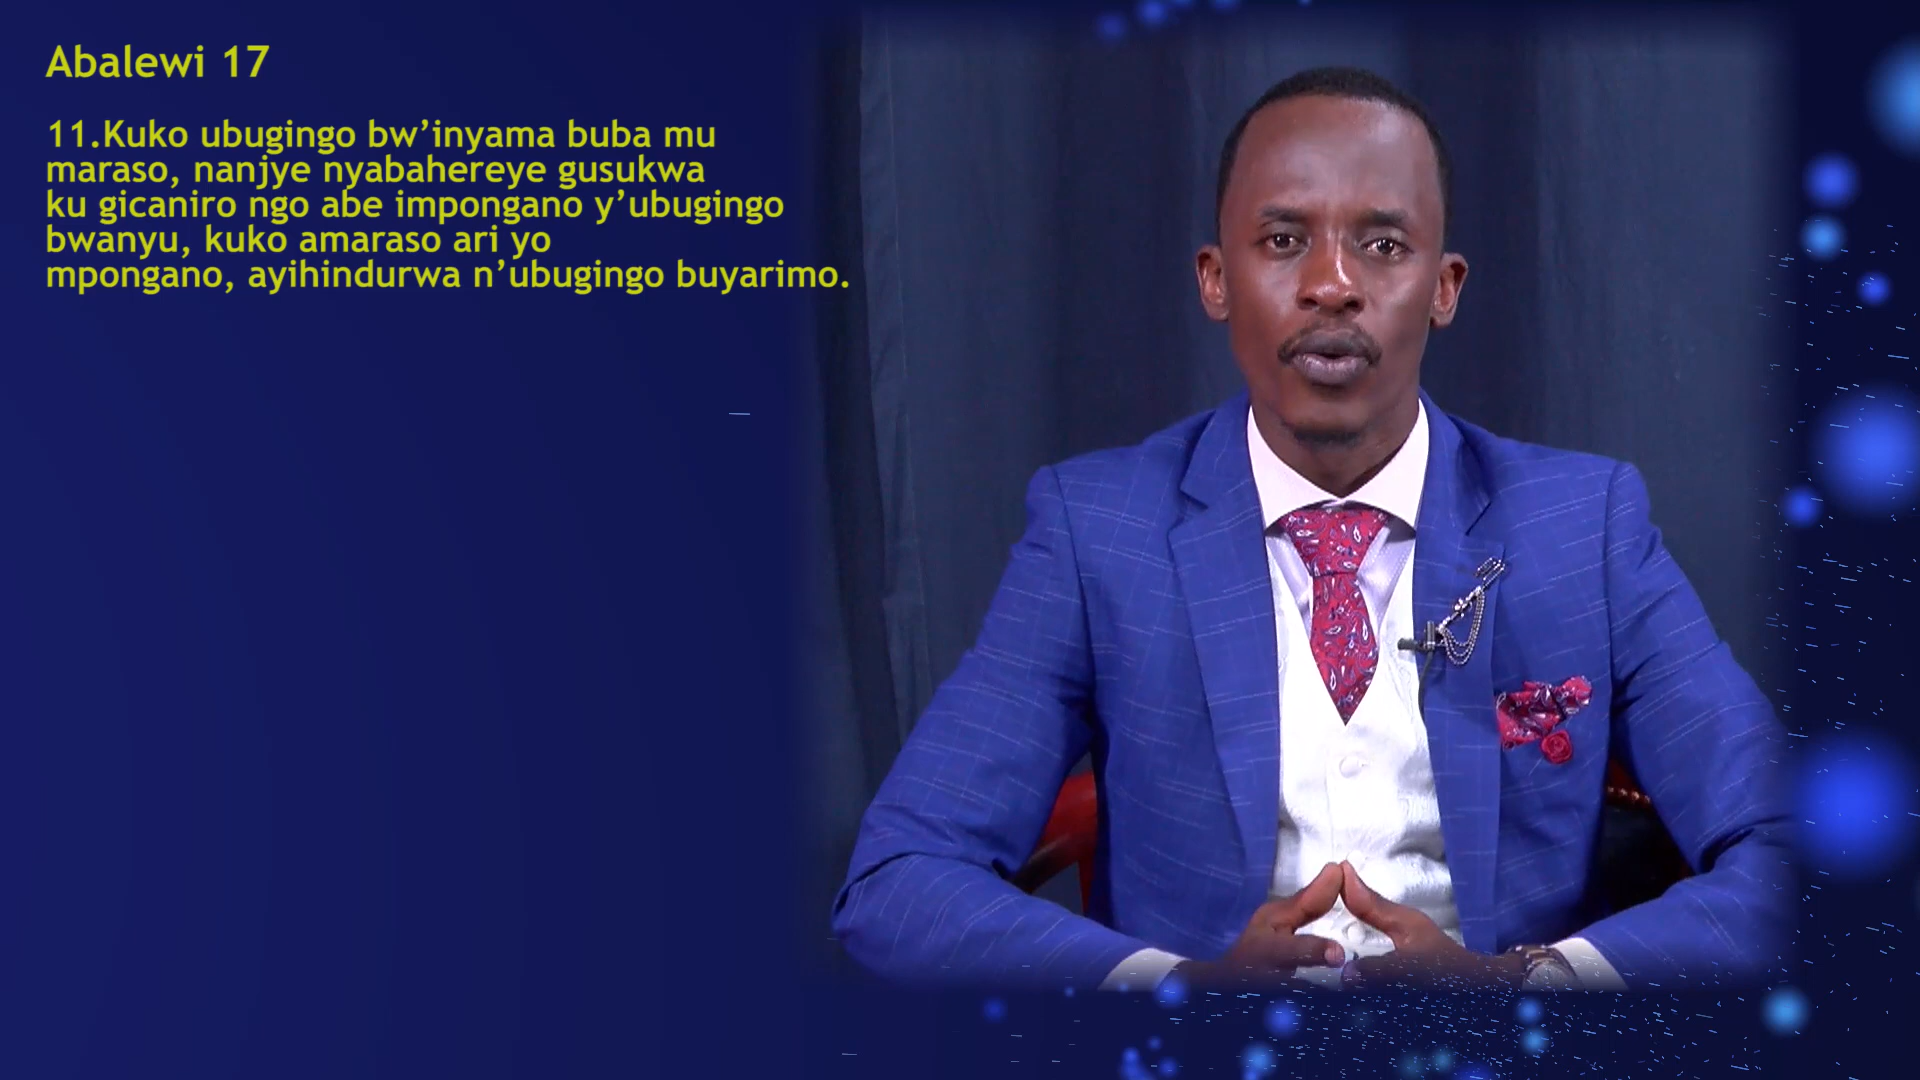 Abalewi 17
11.Kuko ubugingo bw’inyama buba mu
maraso, nanjye nyabahereye gusukwa
ku gicaniro ngo abe impongano y’ubugingo
bwanyu, kuko amaraso ari yo
mpongano, ayihindurwa n’ubugingo buyarimo.